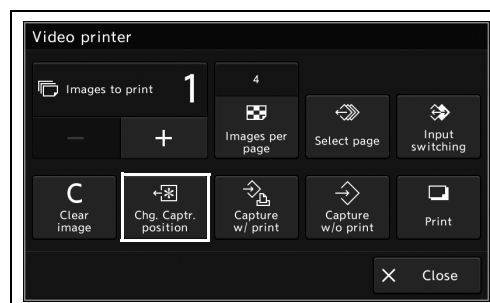 Video printer
Images to print 1
4
− +
Images per
page
Select page
Input
switching
C
Clear
image
Chg. Captr.
position
Capture
w/ print
Capture
w/o print
Print
Close